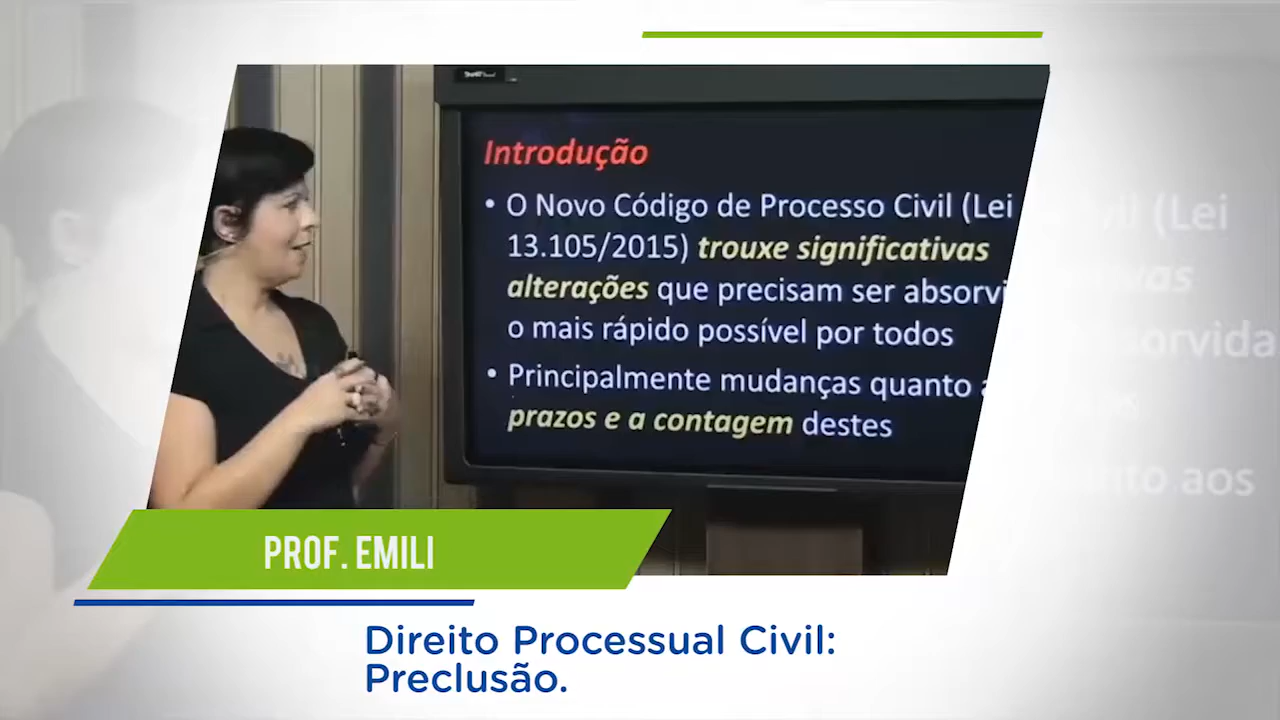 Introdução
• O Novo Código de Processo Civil (Lei
13.105/2015) trouxe significativas
alterações que precisam ser absorvi
o mais rápido possível por todos
• Principalmente mudanças quanto a
prazos e a contagem destes
PROF. EMILI
Direito Processual Civil:
Preclusão.